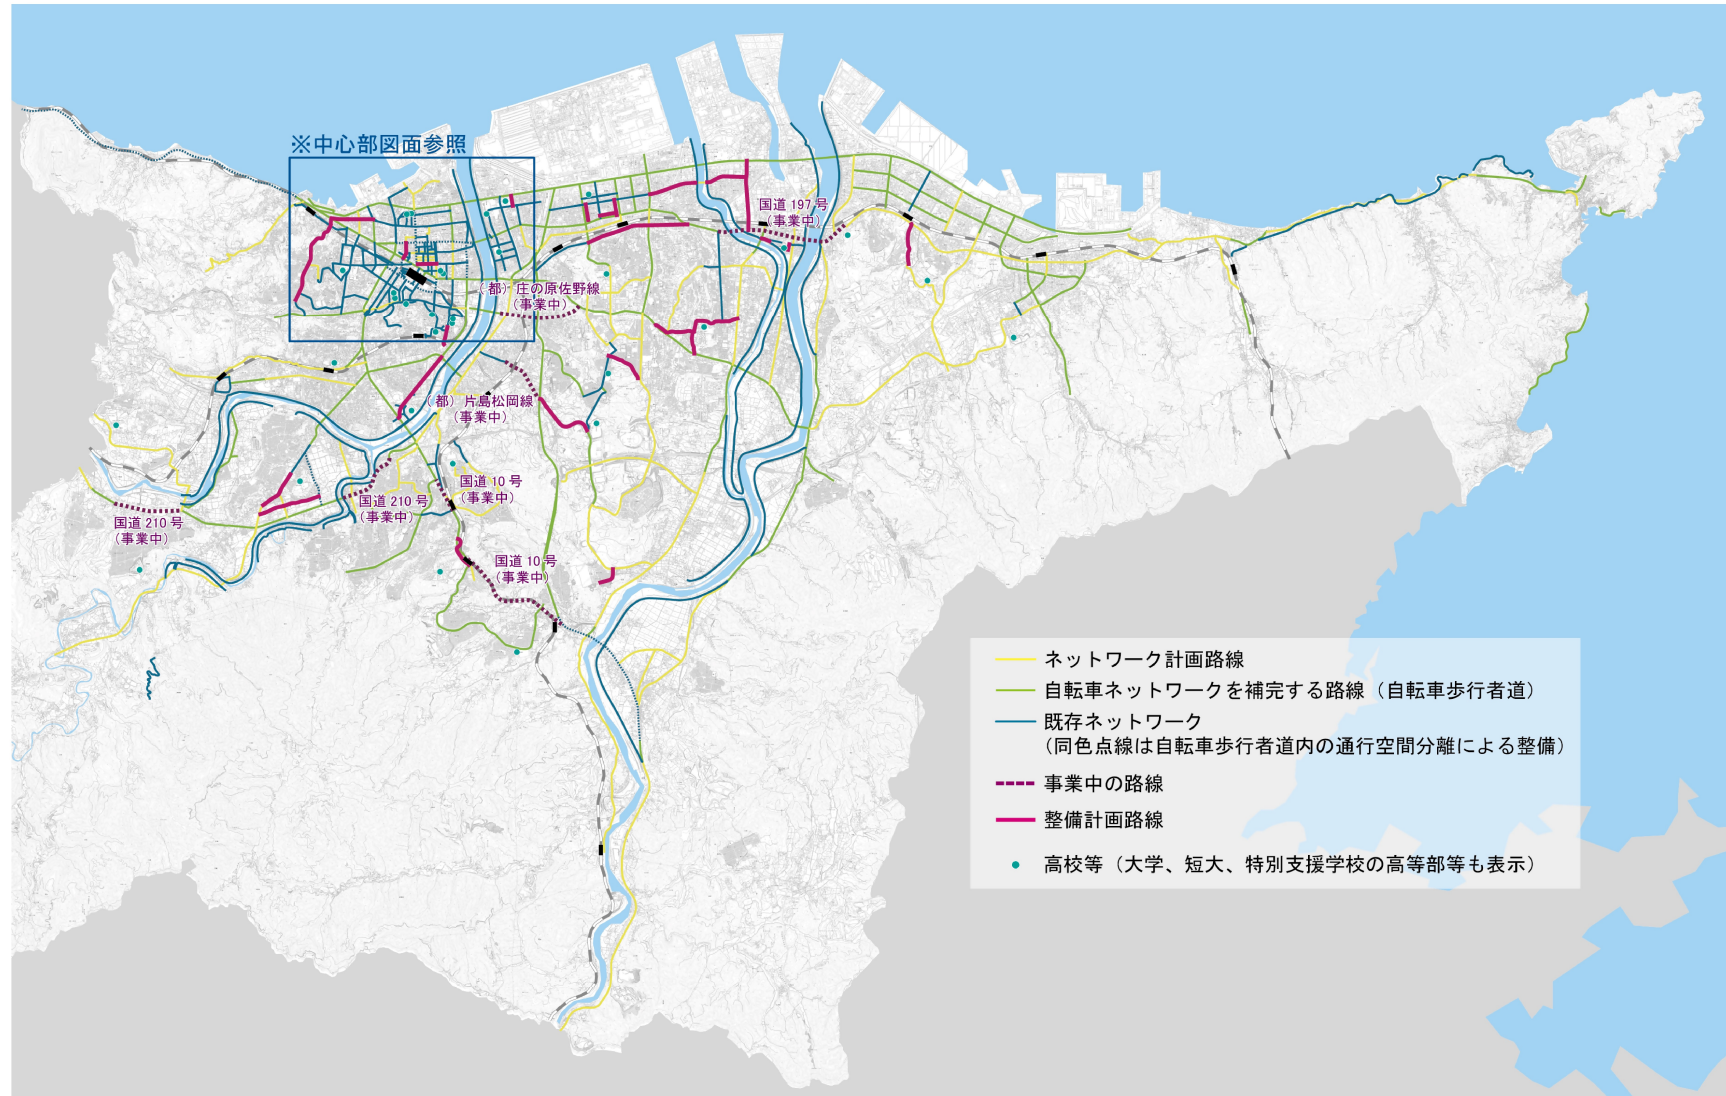 ※中心部図面参照
国道 197 号
(事業中)
(都) 庄の原佐野線
(事業中)
(都) 片島松岡線
(事業中)
国道 10 号
(事業中)
国道 210 号
(事業中)
国道 210 号
(事業中)
国道 10 号
(事業中)
ネットワーク計画路線
自転車ネットワークを補完する路線（自転車歩行者道）
既存ネットワーク
（同色点線は自転車歩行者道内の通行空間分離による整備）
事業中の路線
整備計画路線
高校等（大学、短大、特別支援学校の高等部等も表示）